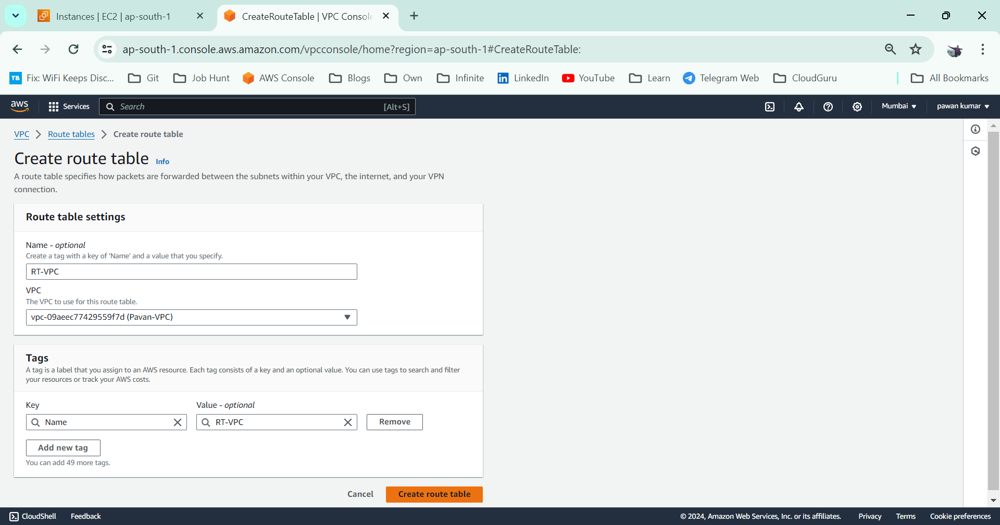 Instances | EC2 | ap-south-1
CreateRouteTable | VPC Console
ap-south-1.console.aws.amazon.com/vpcconsole/home?region=ap-south-1#CreateRouteTable:
TB Fix: WiFi Keeps Disc... Git Job Hunt AWS Console Blogs Own Infinite LinkedIn YouTube Learn Telegram Web CloudGuru All Bookmarks
aws Services Search [Alt+S] Mumbai pawan kumar
VPC Route tables Create route table
Create route table Info
A route table specifies how packets are forwarded between the subnets within your VPC, the internet, and your VPN
connection.
Route table settings
Name - optional
Create a tag with a key of 'Name' and a value that you specify.
RT-VPC
VPC
The VPC to use for this route table.
vpc-09aeec77429559f7d (Pavan-VPC)
Tags
A tag is a label that you assign to an AWS resource. Each tag consists of a key and an optional value. You can use tags to search and filter
your resources or track your AWS costs.
Key Value - optional
Name RT-VPC Remove
Add new tag
You can add 49 more tags.
Cancel Create route table
CloudShell Feedback © 2024, Amazon Web Services, Inc. or its affiliates. Privacy Terms Cookie preferences